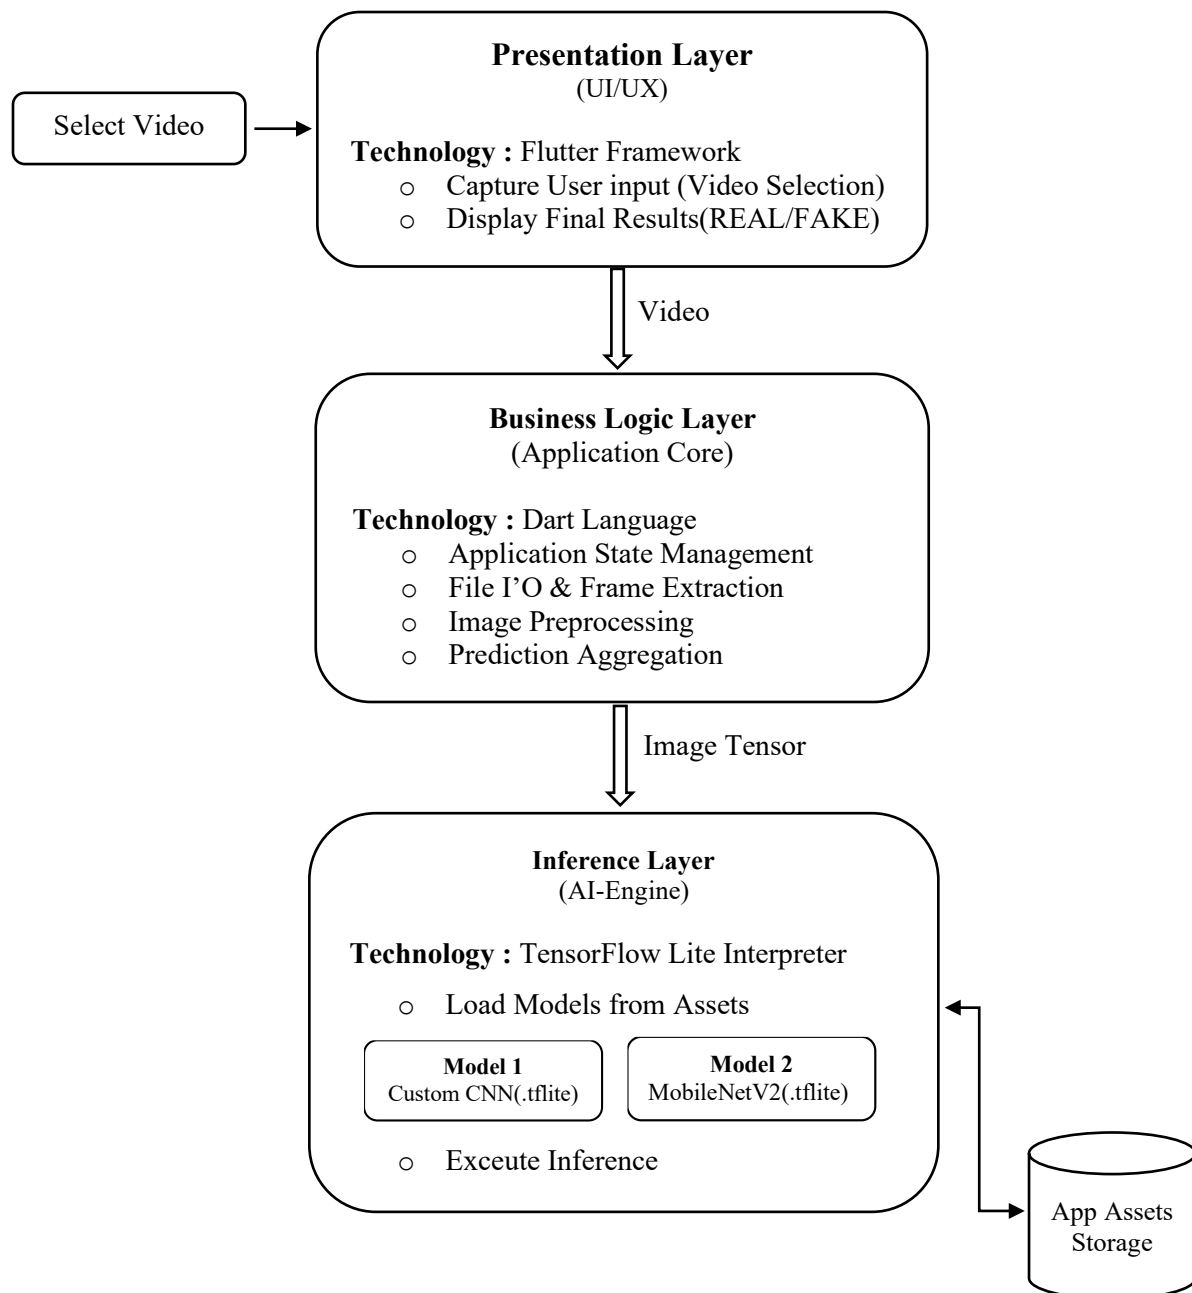 Select Video
Presentation Layer
(UI/UX)
Technology : Flutter Framework
o Capture User input (Video Selection)
o Display Final Results(REAL/FAKE)
Video
Business Logic Layer
(Application Core)
Technology : Dart Language
o Application State Management
o File I’O & Frame Extraction
o Image Preprocessing
o Prediction Aggregation
Image Tensor
Inference Layer
(AI-Engine)
Technology : TensorFlow Lite Interpreter
o Load Models from Assets
Model 1
Custom CNN(.tflite)
Model 2
MobileNetV2(.tflite)
o Exceute Inference
App Assets
Storage